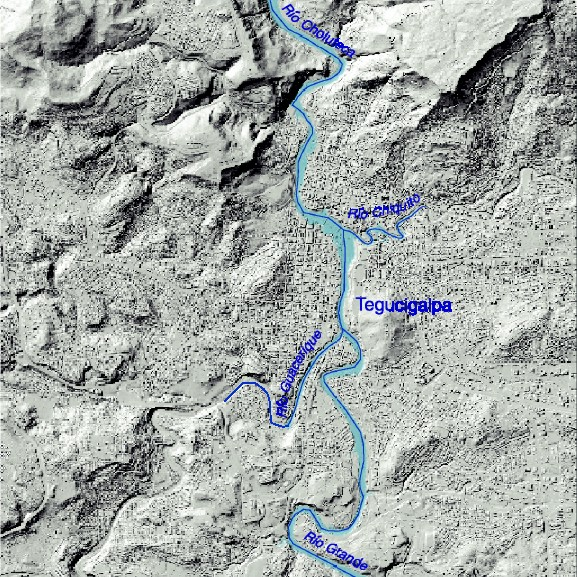 Río Choluteca
Río Chiquito
Tegucigalpa
Río Guacerique
Río Grande